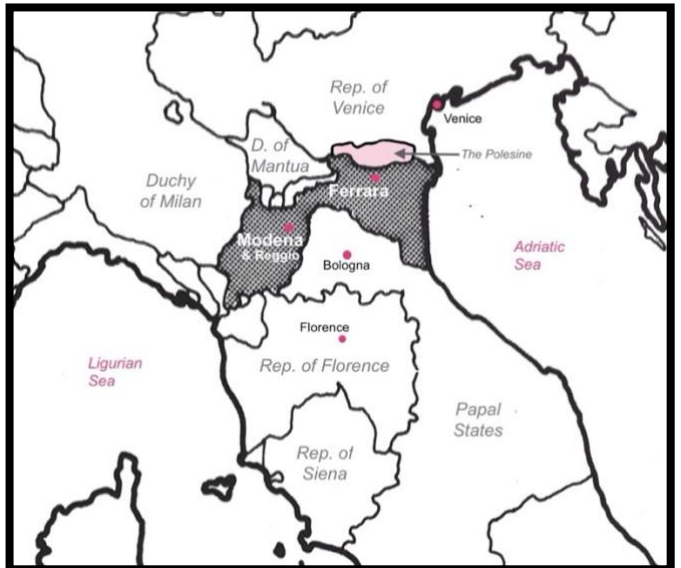 Rep. of
Venice
Venice
D. of
Mantua
The Polesine
Duchy
of Milan
Ferrara
Modena
& Reggio
Adriatic
Sea
Bologna
Florence
Ligurian
Sea
Rep. of Florence
Papal
States
Rep. of
Siena